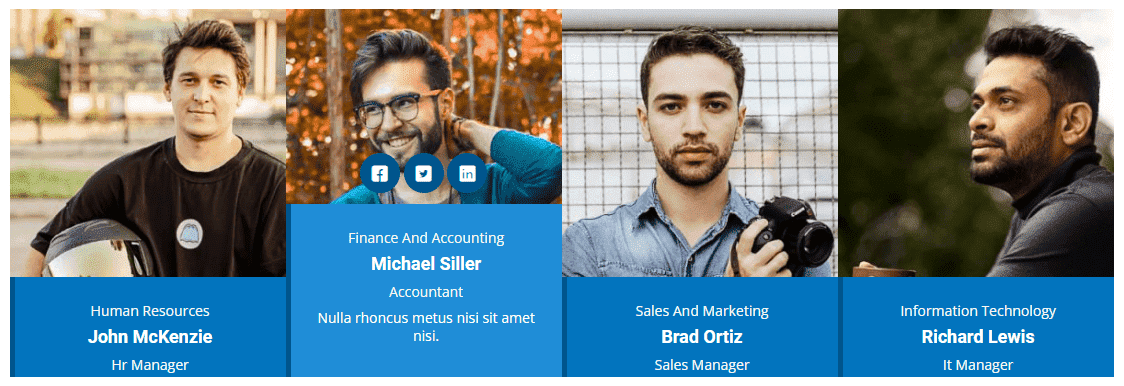 Human Resources
John McKenzie
Hr Manager
in
Finance And Accounting
Michael Siller
Accountant
Nulla rhoncus metus nisi sit amet
nisi.
Sales And Marketing
Brad Ortiz
Sales Manager
Information Technology
Richard Lewis
It Manager